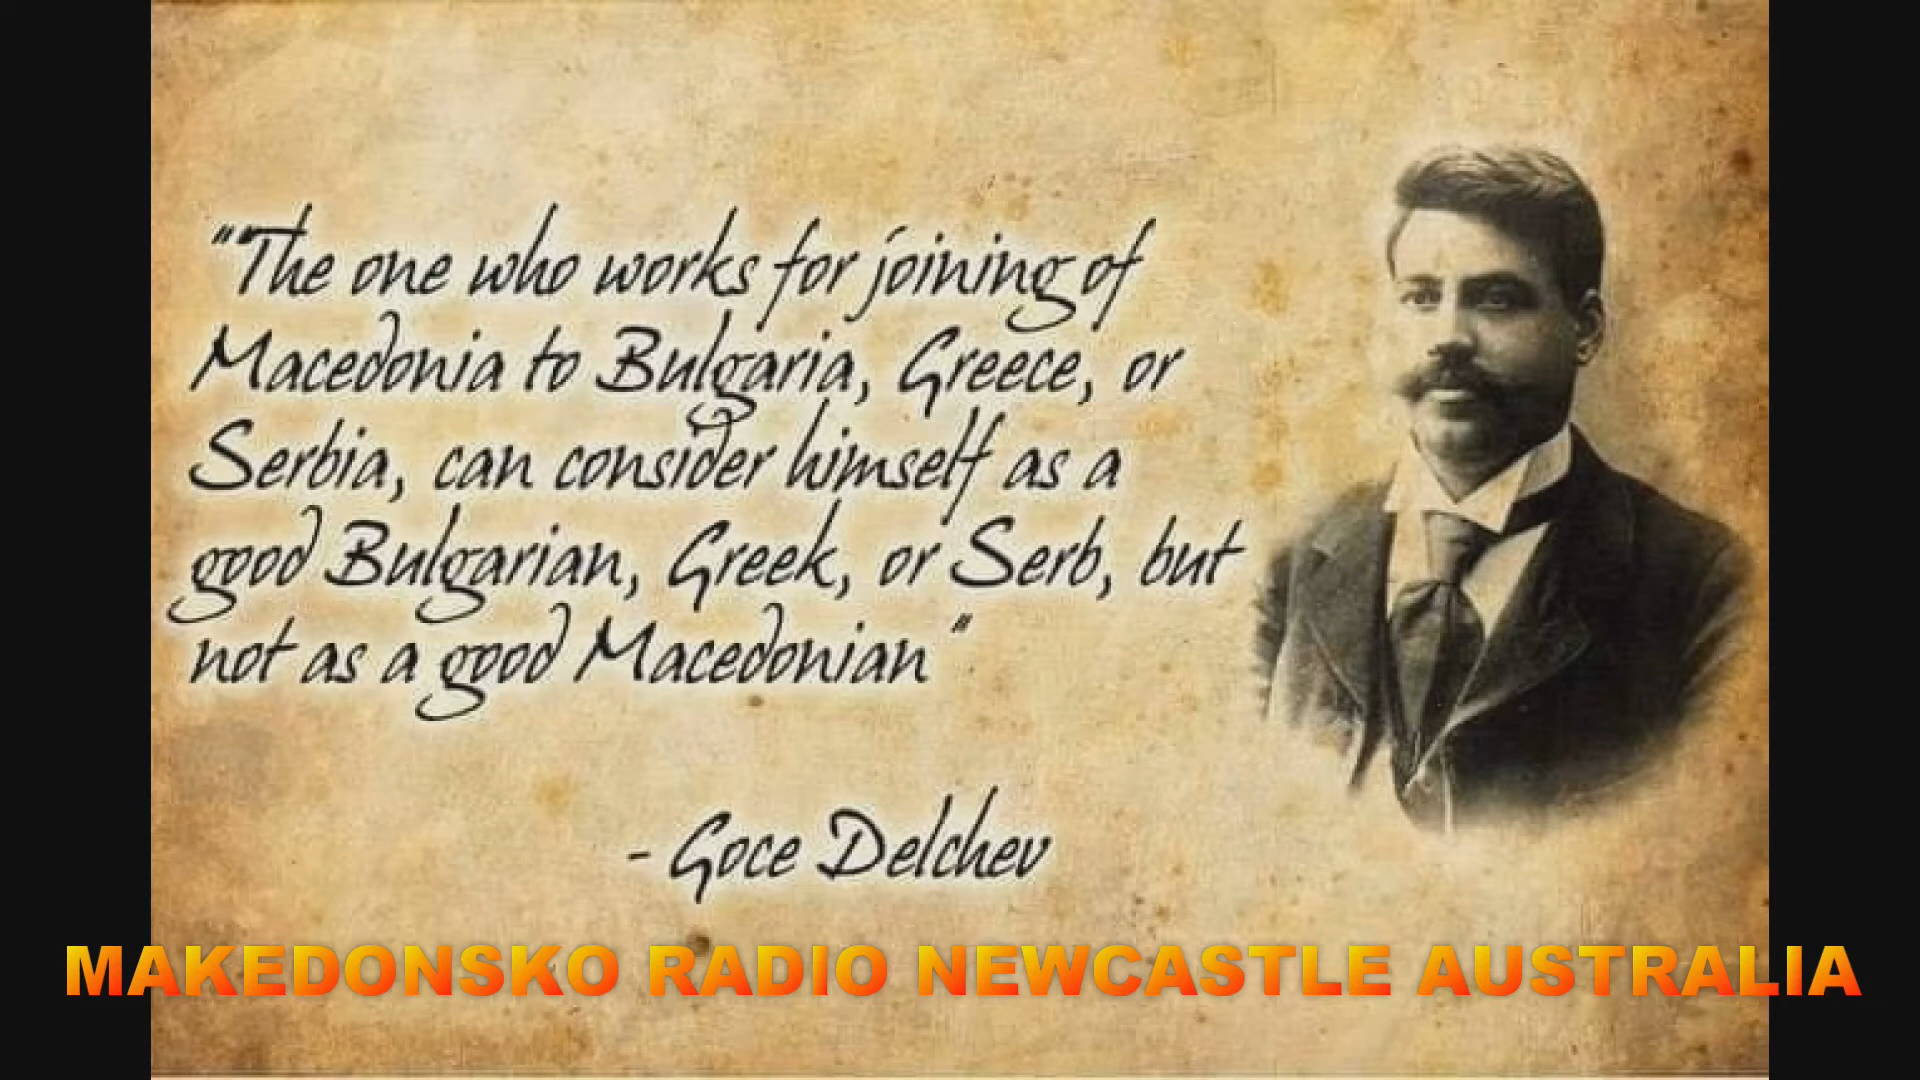 "The one who works for joining of
Macedonia to Bulgaria, Greece, or
Serbia, can consider himself as a
good Bulgarian, Greek, or Serb, but
not as a good Macedonian"
- Goce Delchev
MAKEDONSKO RADIO NEWCASTLE AUSTRALIA